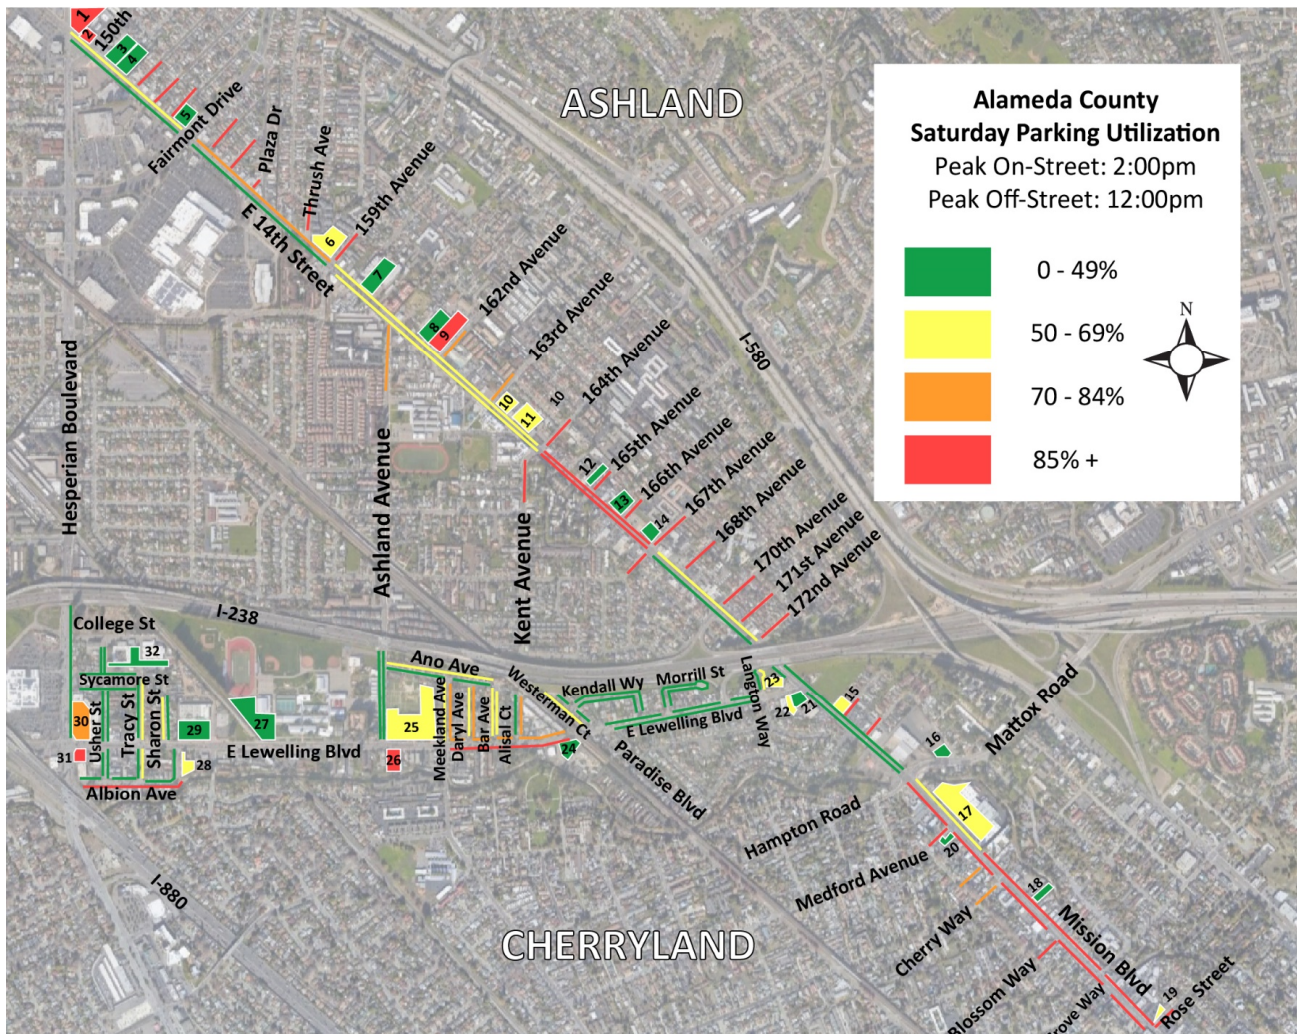 1
2
150th
3
4
5
Fairmont Drive
Plaza Dr
Thrush Ave
6
159th Avenue
E 14th Street
7
8
9
162nd Avenue
163rd Avenue
10
11
10
164th Avenue
12
165th Avenue
13
166th Avenue
14
167th Avenue
168th Avenue
170th Avenue
171st Avenue
172nd Avenue
ASHLAND
I-580
Alameda County
Saturday Parking Utilization
Peak On-Street: 2:00pm
Peak Off-Street: 12:00pm
0 - 49%
50 - 69%
70 - 84%
85% +
N
Hesperian Boulevard
Ashland Avenue
Kent Avenue
I-238
College St
32
Sycamore St
30
Usher St
Tracy St
Sharon St
29
27
31
28
E Lewelling Blvd
Albion Ave
I-880
Ano Ave
25
26
Meekland Ave
Daryl Ave
Bar Ave
Alisal Ct
Westerman Ct
24
Kendall Wy
Morrill St
E Lewelling Blvd
Langton Way
23
22
21
15
Paradise Blvd
16
Mattox Road
17
Hampton Road
20
Medford Avenue
18
Cherry Way
Mission Blvd
Blossom Way
rove Way
19
Rose Street
CHERRYLAND